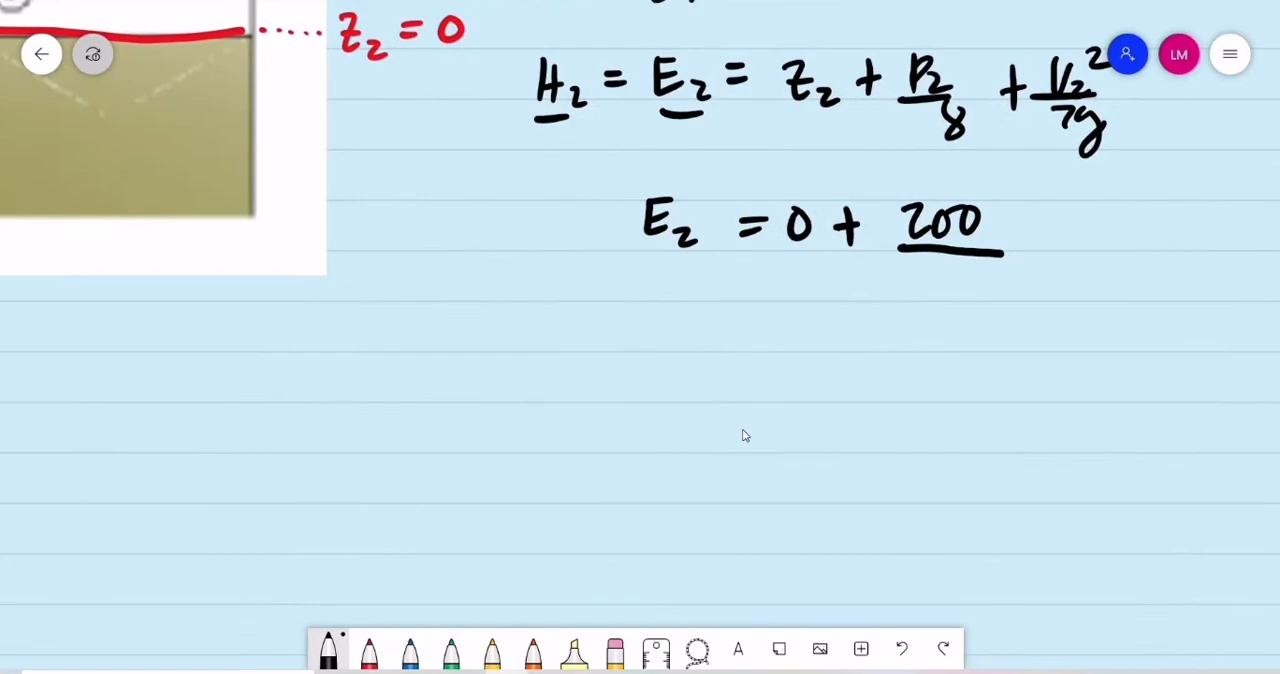 Z₂ = 0
H₂ = E₂ = Z₂ + P₂/γ + V₂²/2g
E₂ = 0 + 200
LM
A